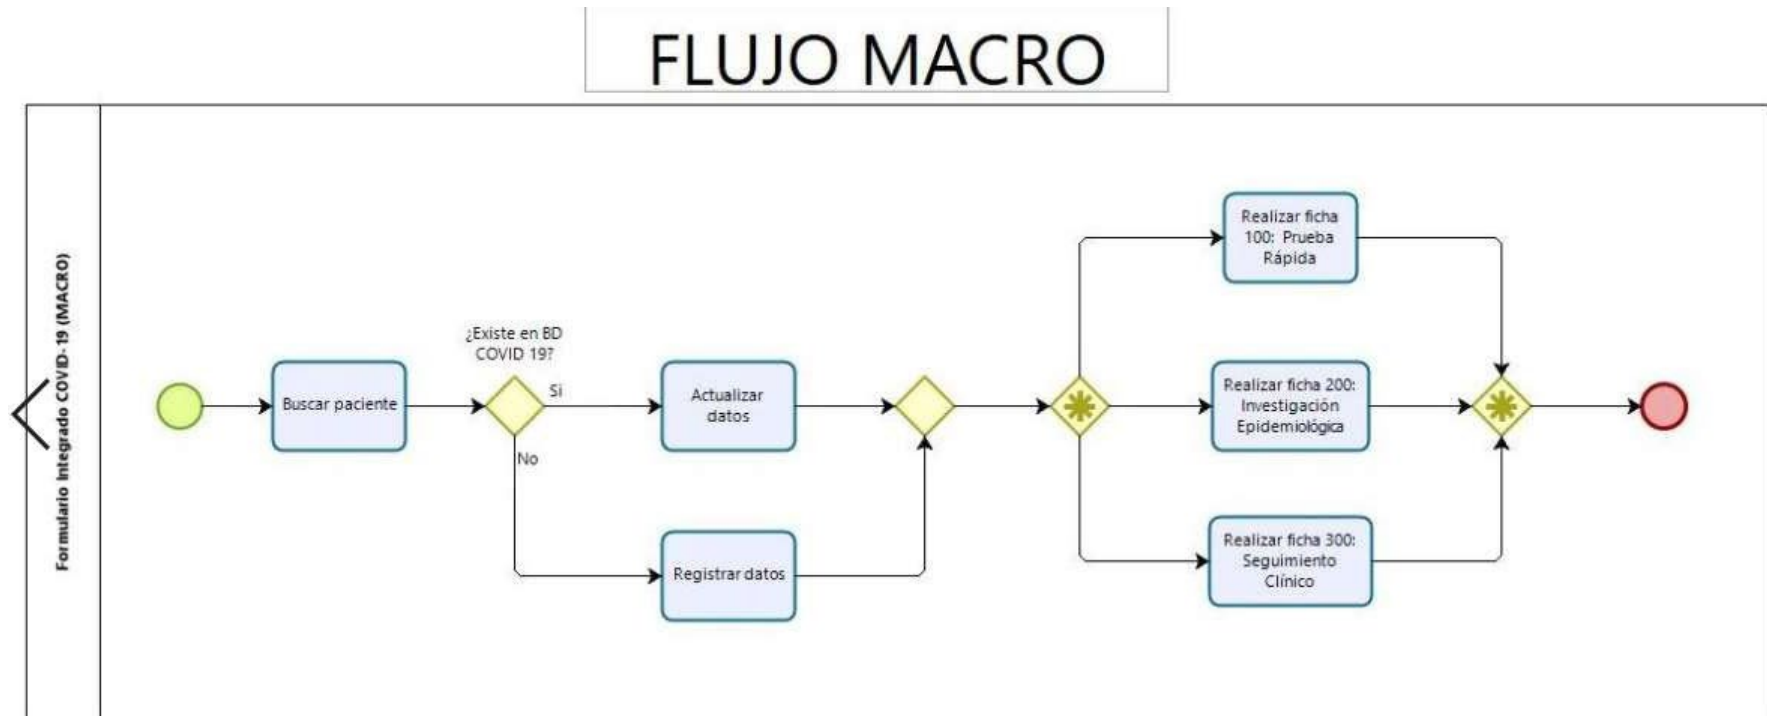 FLUJO MACRO
Formulario Integrado COVID-19 (MACRO)
Buscar paciente
¿Existe en BD
COVID 19?
Si
No
Actualizar
datos
Registrar datos
Realizar ficha
100: Prueba
Rápida
Realizar ficha 200:
Investigación
Epidemiológica
Realizar ficha 300:
Seguimiento
Clínico